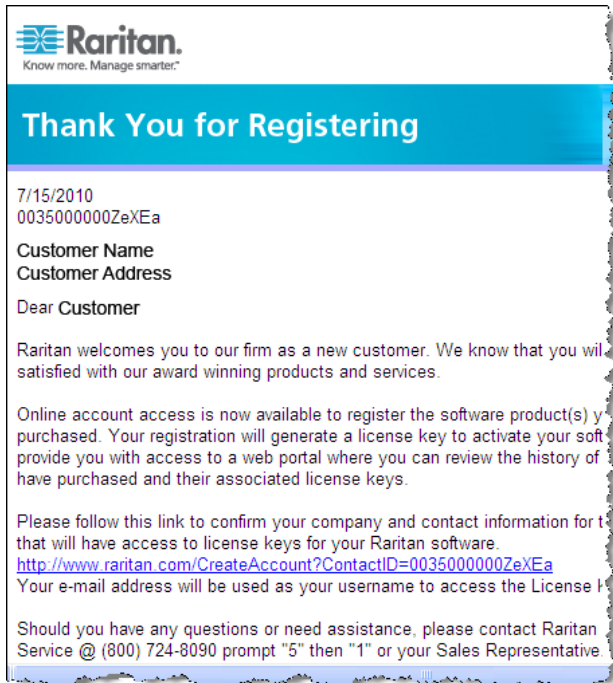 Raritan.
Know more. Manage smarter.™
Thank You for Registering
7/15/2010
0035000000ZeXEa
Customer Name
Customer Address
Dear Customer
Raritan welcomes you to our firm as a new customer. We know that you wil
satisfied with our award winning products and services.
Online account access is now available to register the software product(s) y
purchased. Your registration will generate a license key to activate your soft
provide you with access to a web portal where you can review the history of
have purchased and their associated license keys.
Please follow this link to confirm your company and contact information for t
that will have access to license keys for your Raritan software.
http://www.raritan.com/CreateAccount?ContactID=0035000000ZeXEa
Your e-mail address will be used as your username to access the License k
Should you have any questions or need assistance, please contact Raritan
Service @ (800) 724-8090 prompt "5" then "1" or your Sales Representative.